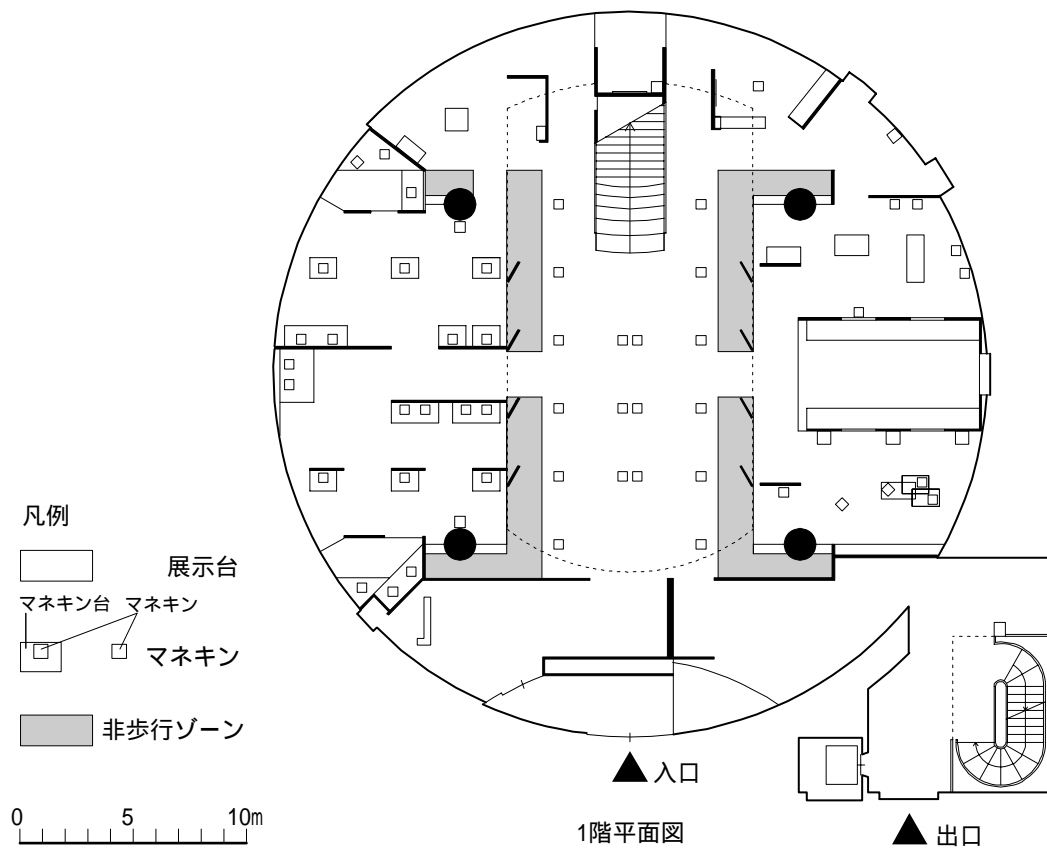 凡例
展示台
マネキン台 マネキン
マネキン
非歩行ゾーン
0 5 10m
入口
1階平面図
出口